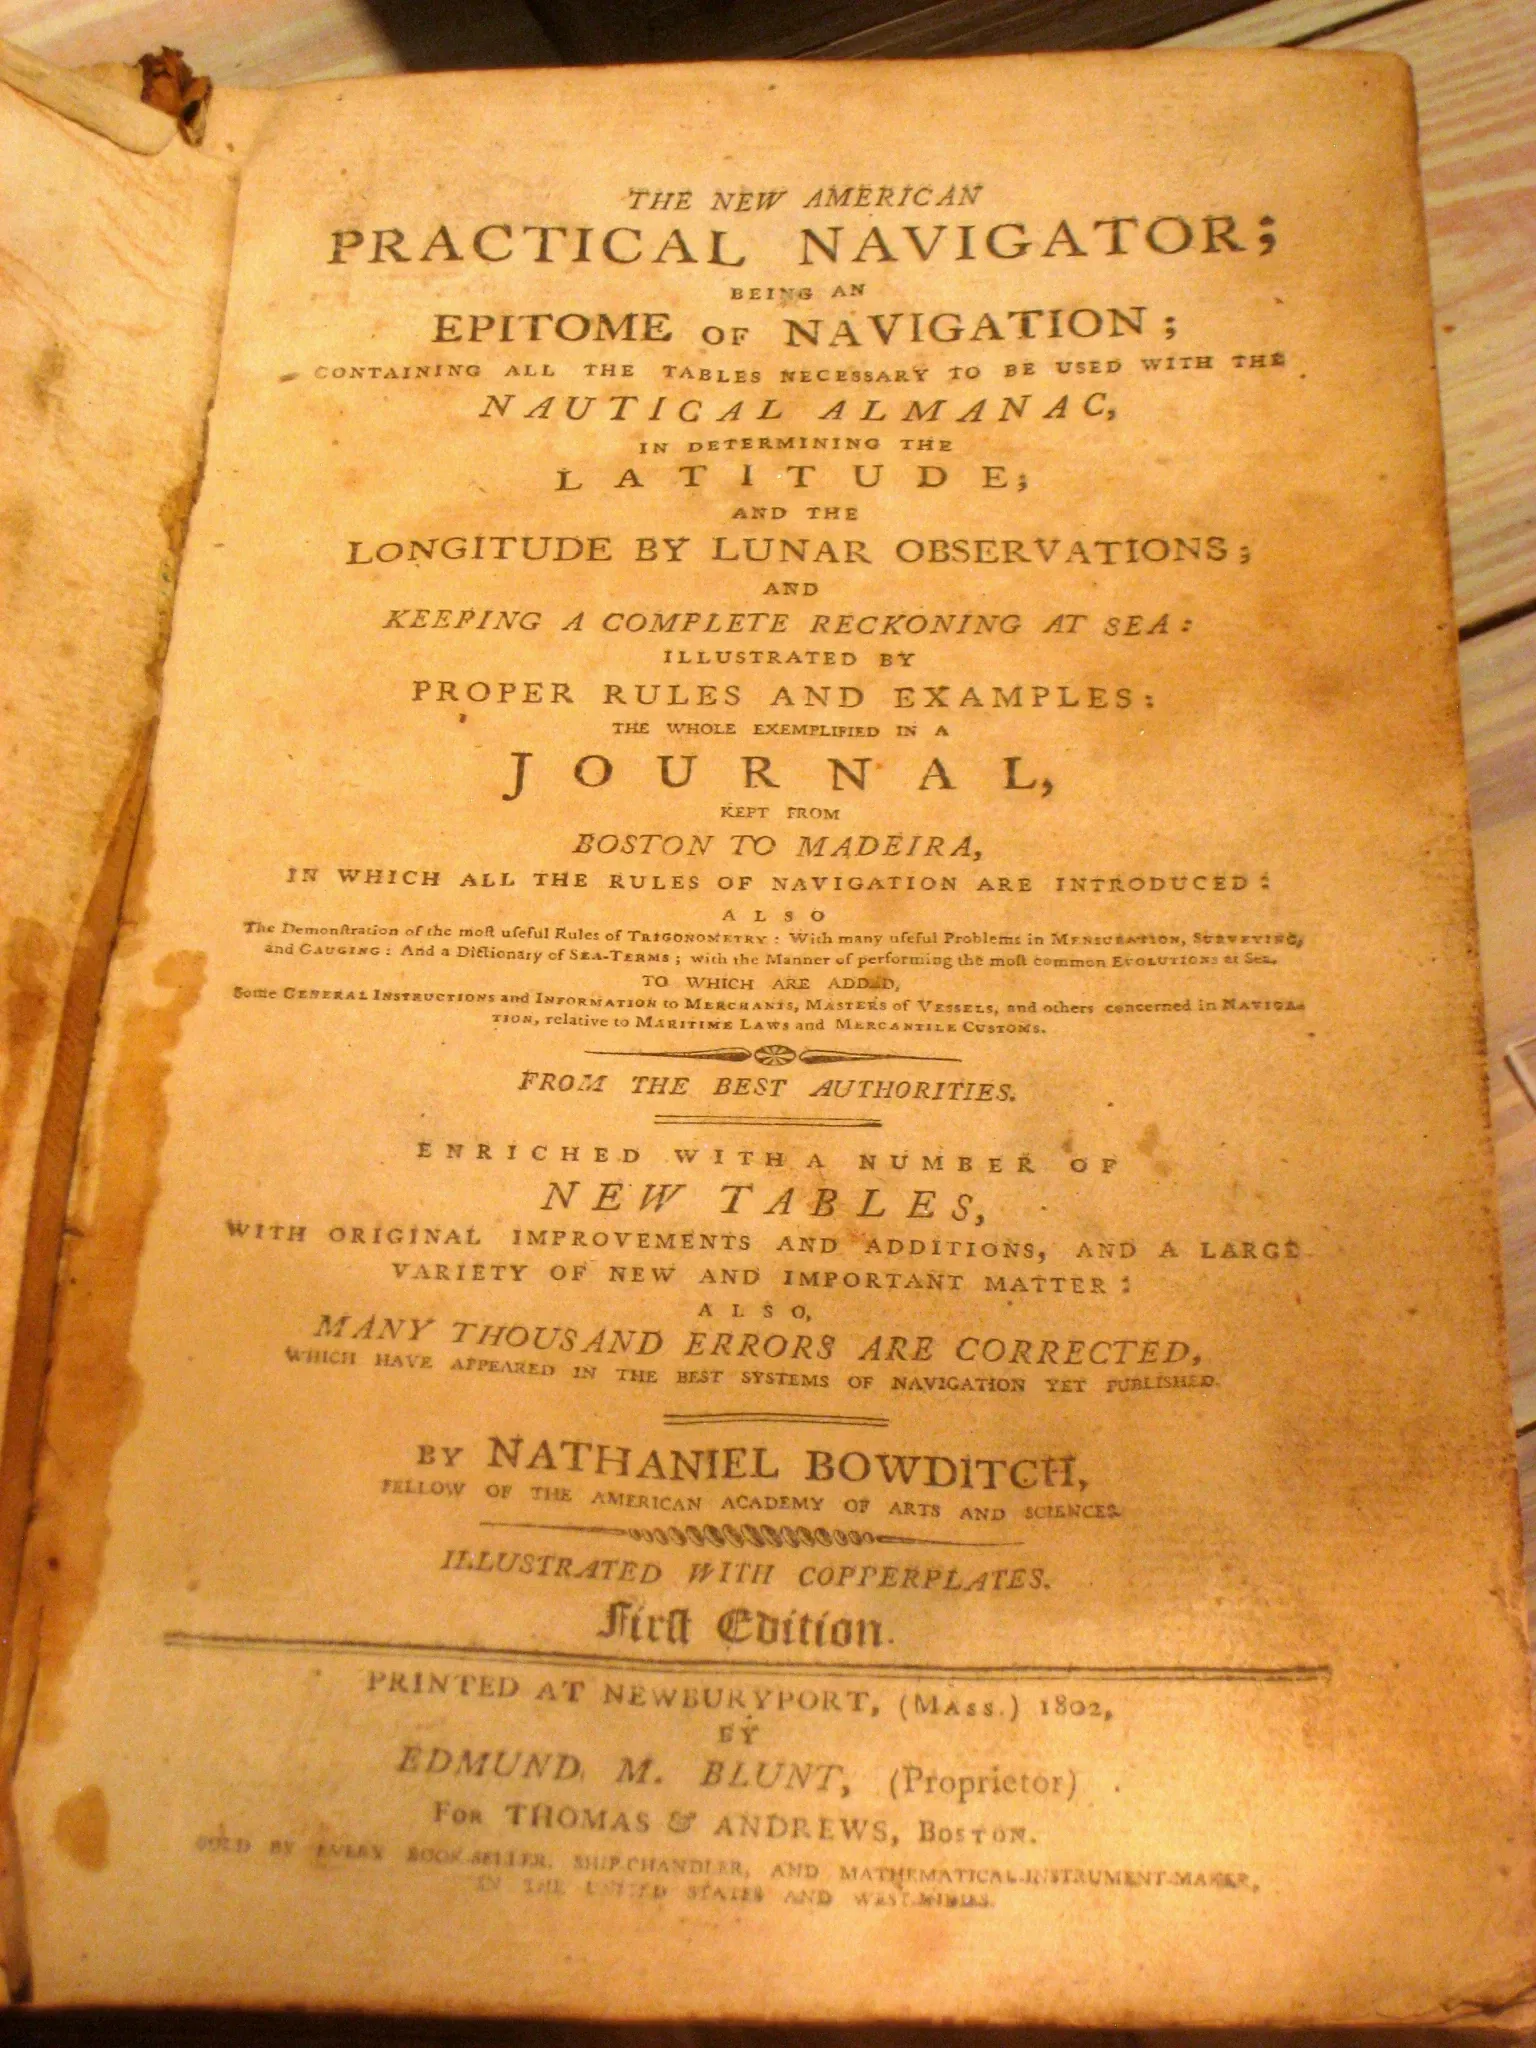 THE NEW AMERICAN
PRACTICAL NAVIGATOR;
BEING AN
EPITOME OF NAVIGATION;
CONTAINING ALL THE TABLES NECESSARY TO BE USED WITH THE
NAUTICAL ALMANAC,
IN DETERMINING THE
LATITUDE;
AND THE
LONGITUDE BY LUNAR OBSERVATIONS;
AND
KEEPING A COMPLETE RECKONING AT SEA:
ILLUSTRATED BY
PROPER RULES AND EXAMPLES:
THE WHOLE EXEMPLIFIED IN A
JOURNAL,
KEPT FROM
BOSTON TO MADEIRA,
IN WHICH ALL THE RULES OF NAVIGATION ARE INTRODUCED:
ALSO
The Demonſtration of the moſt uſeful Rules of TRIGONOMETRY: With many uſeful Problems in MENSURATION, SURVEYING,
and GAUGING: And a Dictionary of SEA-TERMS; with the Manner of performing the moſt common EVOLUTIONS at Sea.
TO WHICH ARE ADDED,
Some GENERAL INSTRUCTIONS and INFORMATION to MERCHANTS, MASTERS of VESSELS, and others concerned in NAVIGA-
TION, relative to MARITIME LAWS and MERCANTILE CUSTOMS.
FROM THE BEST AUTHORITIES.
ENRICHED WITH A NUMBER OF
NEW TABLES,
WITH ORIGINAL IMPROVEMENTS AND ADDITIONS, AND A LARGE
VARIETY OF NEW AND IMPORTANT MATTER:
ALSO,
MANY THOUSAND ERRORS ARE CORRECTED,
WHICH HAVE APPEARED IN THE BEST SYSTEMS OF NAVIGATION YET PUBLISHED.
BY NATHANIEL BOWDITCH,
FELLOW OF THE AMERICAN ACADEMY OF ARTS AND SCIENCES.
ILLUSTRATED WITH COPPERPLATES.
Firſt Edition.
PRINTED AT NEWBURYPORT, (MASS.) 1802,
BY
EDMUND M. BLUNT, (Proprietor)
FOR THOMAS & ANDREWS, BOSTON.
SOLD BY EVERY BOOK-SELLER, SHIP-CHANDLER, AND MATHEMATICAL-INSTRUMENT-MAKER,
IN THE UNITED STATES AND WEST-INDIES.